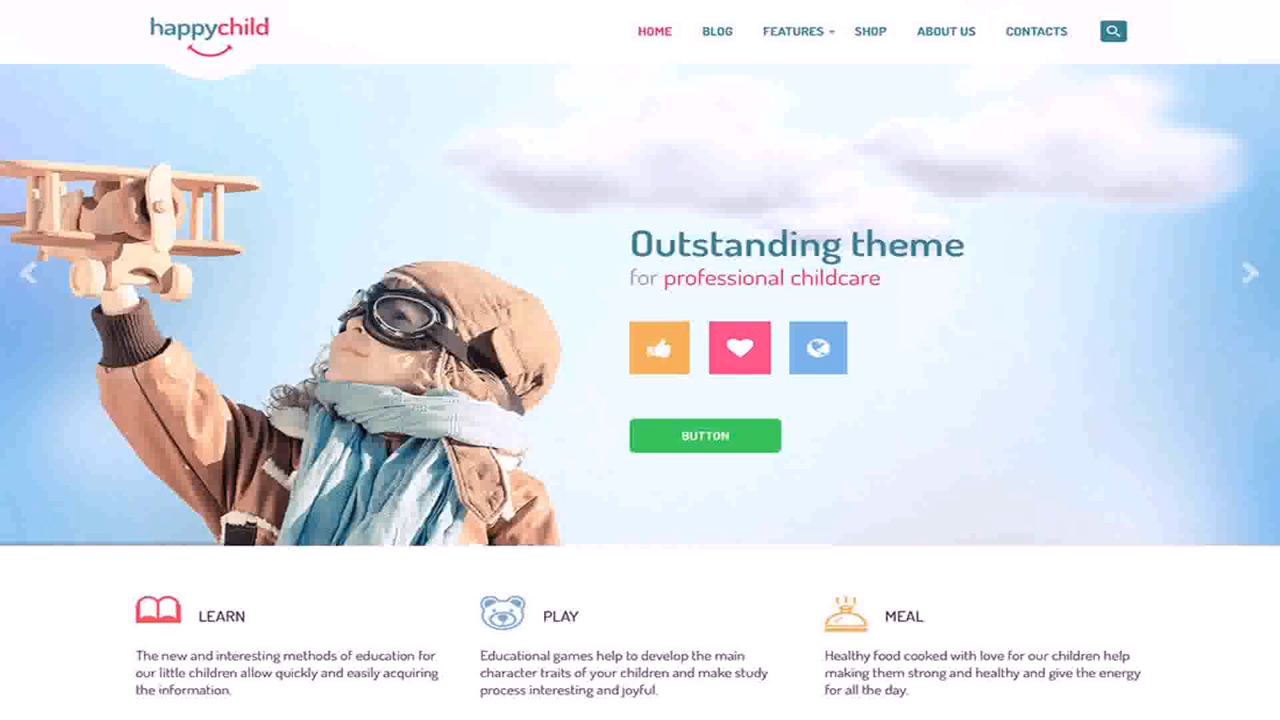 happychild
HOME BLOG FEATURES SHOP ABOUT US CONTACTS
Outstanding theme
for professional childcare
BUTTON
LEARN
The new and interesting methods of education for
our little children allow quickly and easily acquiring
the information.
PLAY
Educational games help to develop the main
character traits of your children and make study
process interesting and joyful.
MEAL
Healthy food cooked with love for our children help
making them strong and healthy and give the energy
for all the day.